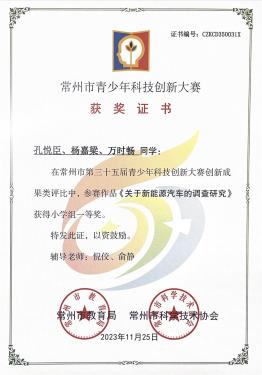 证书编号：CZKCD350031X
常州市青少年科技创新大赛
获奖证书
孔悦臣、杨嘉梁、万时畅 同学：
在常州市第三十五届青少年科技创新大赛创新成
果类评比中，参赛作品《关于新能源汽车的调查研究》
获得小学组一等奖。
特发此证，以资鼓励。
辅导老师：倪佼、俞静
常州市教育局 常州市科学技术协会
2023年11月25日